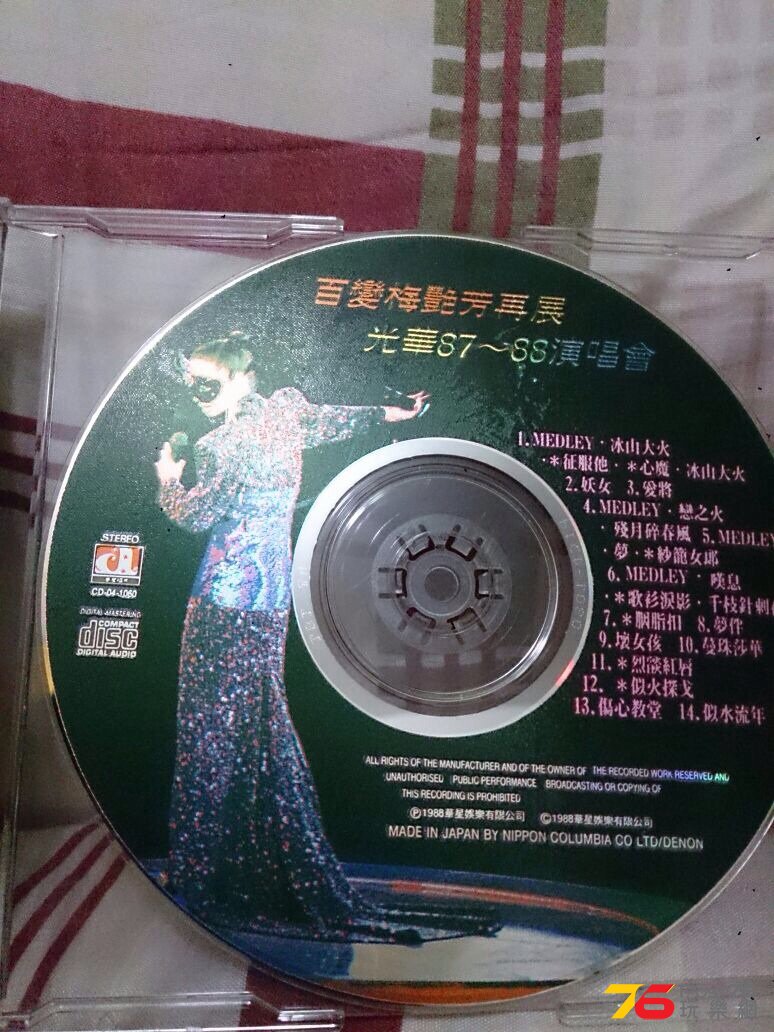 百變梅艷芳再展
光華87～88演唱會
1.MEDLEY·冰山大火
·＊征服他·＊心魔·冰山大火
2.妖女 3.愛將
4.MEDLEY·戀之火
·殘月碎春風 5.MEDLEY
·夢·＊紗籠女郎
6.MEDLEY·嘆息
·＊歌衫淚影·千枝針刺
7.＊胭脂扣 8.夢伴
9.壞女孩 10.曼珠莎華
11.＊烈燄紅唇
12.＊似火探戈
13.傷心教堂 14.似水流年
STEREO
CD-04-1060
DIGITAL-MASTERING
COMPACT
disc
DIGITAL AUDIO
ALL RIGHTS OF THE MANUFACTURER AND OF THE OWNER OF THE RECORDED WORK RESERVED AND
UNAUTHORISED PUBLIC PERFORMANCE BROADCASTING OR COPYING OF
THIS RECORDING IS PROHIBITED
Ⓟ1988華星娛樂有限公司 ©1988華星娛樂有限公司
MADE IN JAPAN BY NIPPON COLUMBIA CO LTD/DENON
76